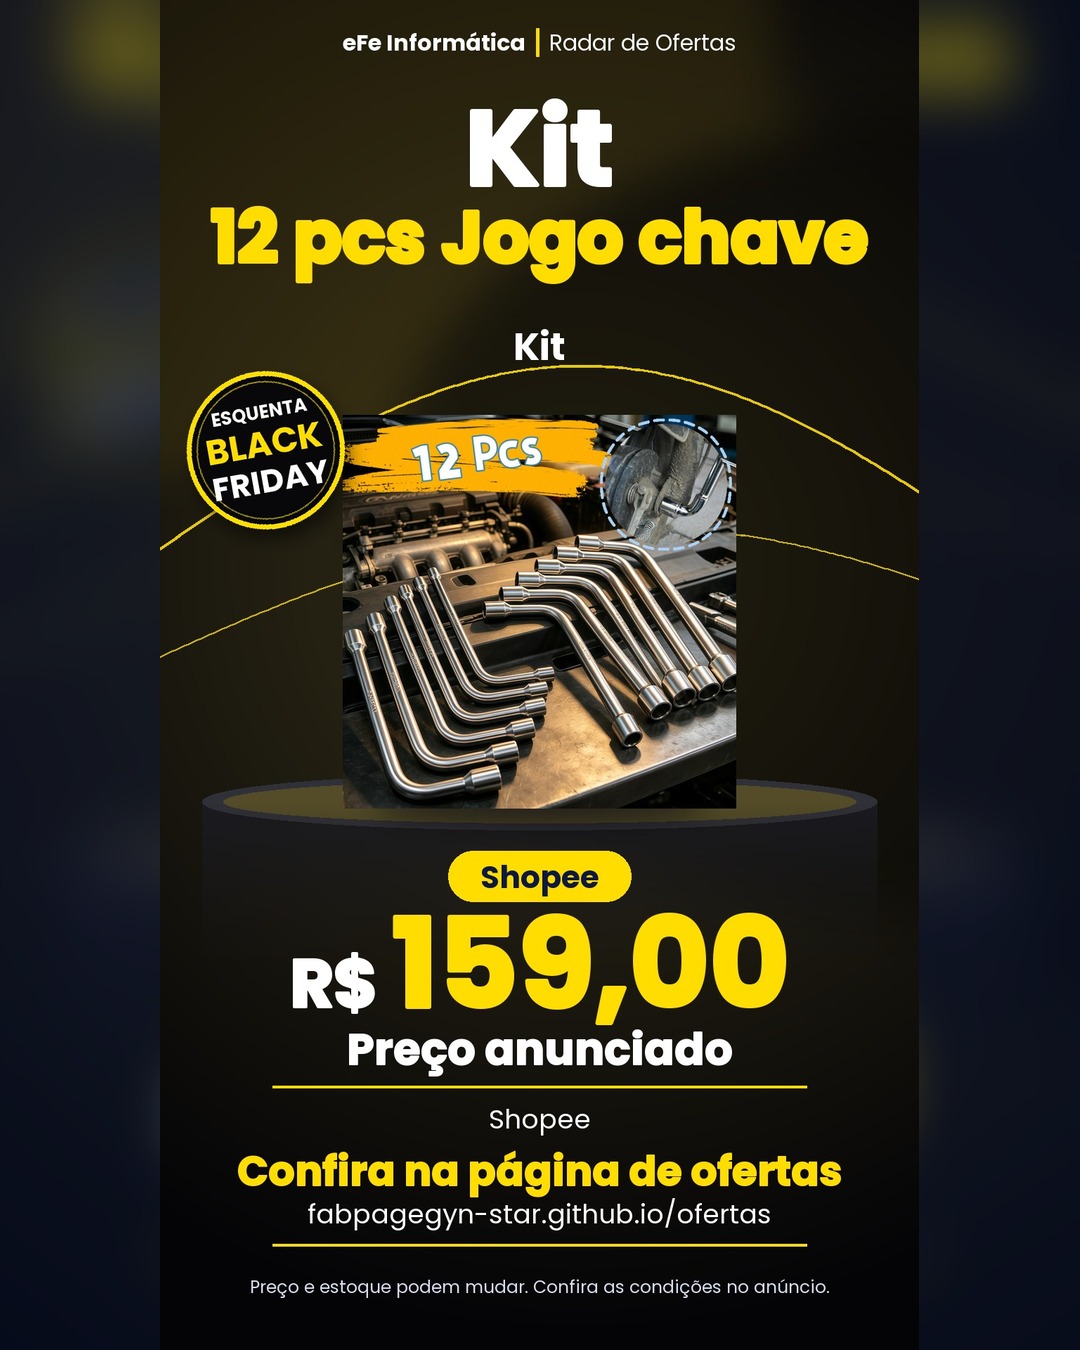 eFe Informática | Radar de Ofertas
Kit
12 pcs Jogo chave
Kit
ESQUENTA
BLACK
FRIDAY
12 Pcs
Shopee
R$ 159,00
Preço anunciado
Shopee
Confira na página de ofertas
fabpagegyn-star.github.io/ofertas
Preço e estoque podem mudar. Confira as condições no anúncio.